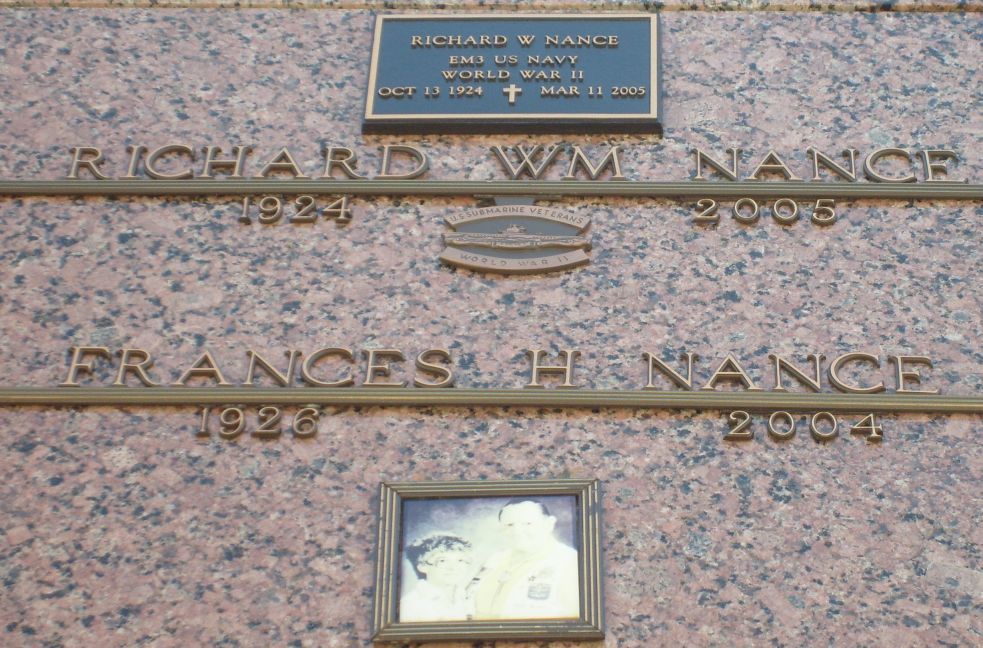 RICHARD W NANCE
EM3 US NAVY
WORLD WAR II
OCT 13 1924 MAR 11 2005
RICHARD WM NANCE
1924 2005
U.S. SUBMARINE VETERANS
WORLD WAR II
FRANCES H NANCE
1926 2004